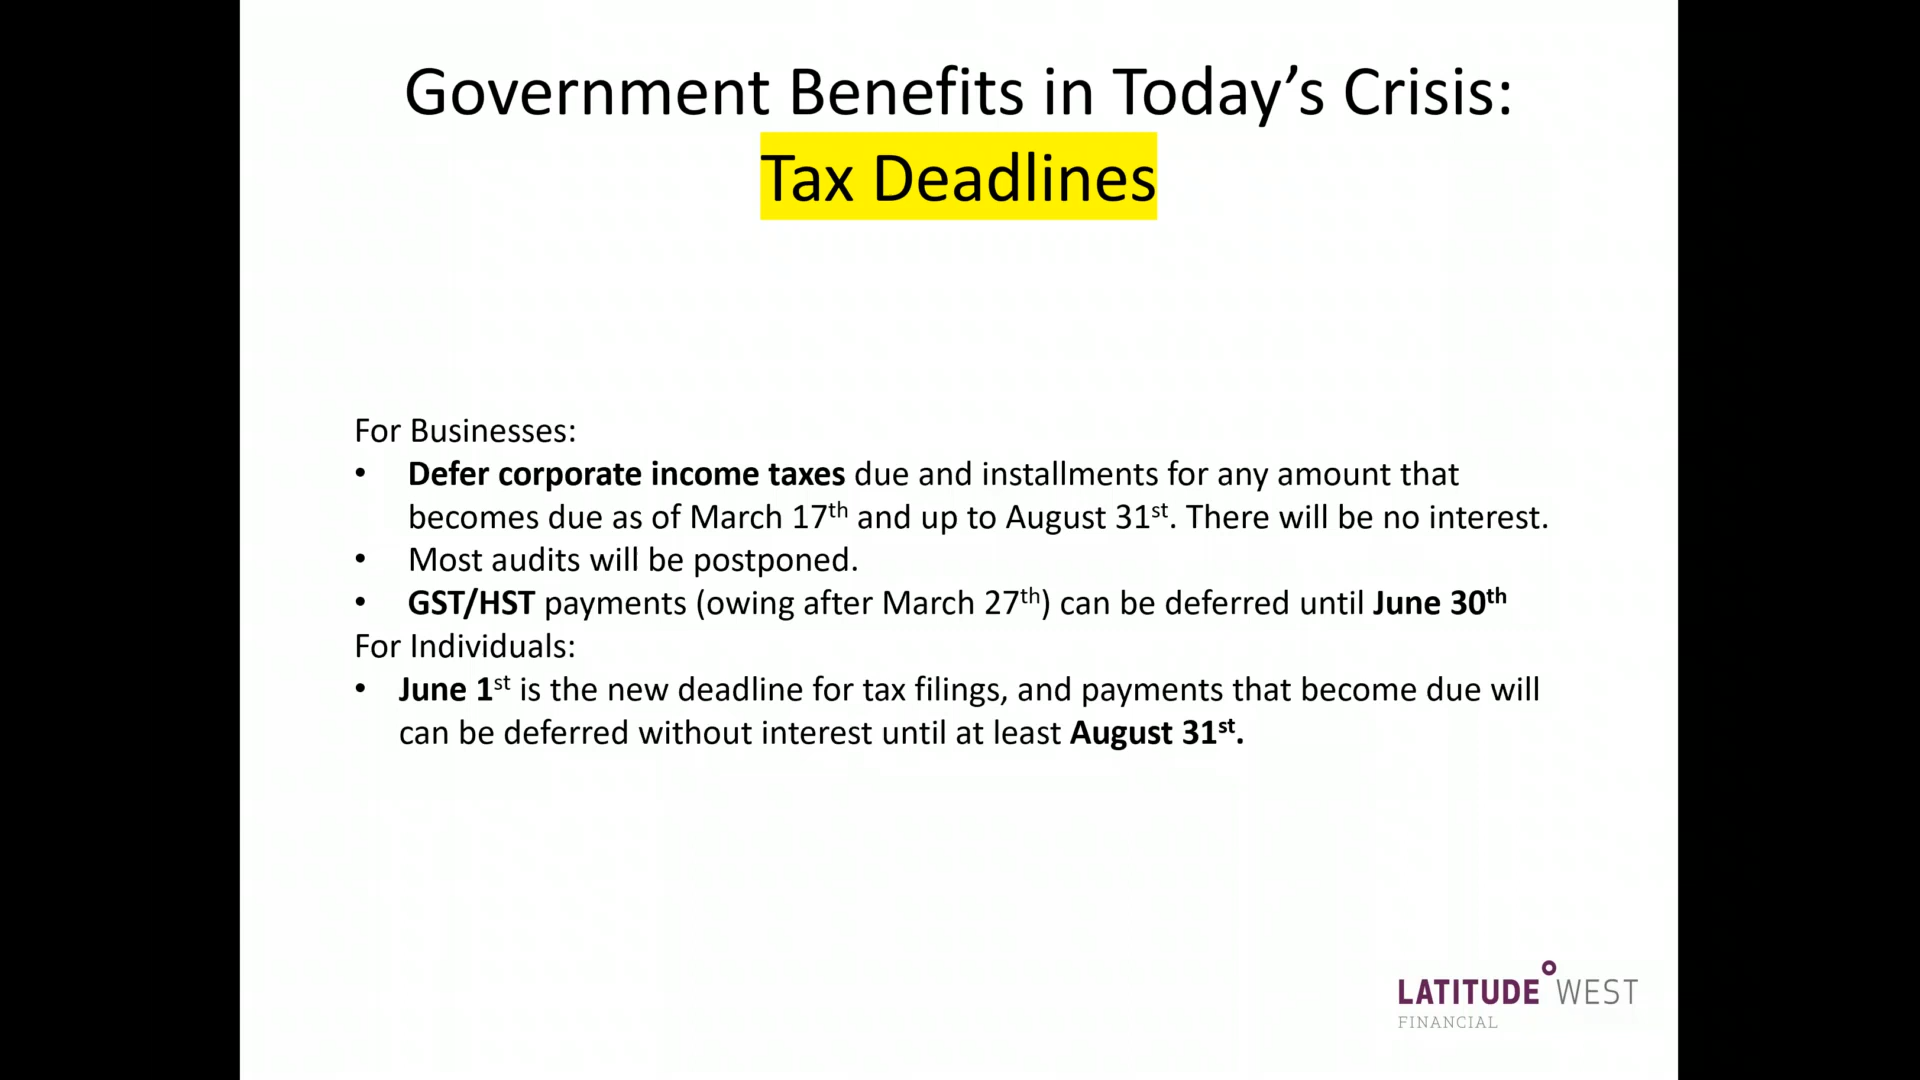 Government Benefits in Today’s Crisis:
Tax Deadlines
For Businesses:
• Defer corporate income taxes due and installments for any amount that
becomes due as of March 17th and up to August 31st. There will be no interest.
• Most audits will be postponed.
• GST/HST payments (owing after March 27th) can be deferred until June 30th
For Individuals:
• June 1st is the new deadline for tax filings, and payments that become due will
can be deferred without interest until at least August 31st.
LATITUDE WEST
FINANCIAL